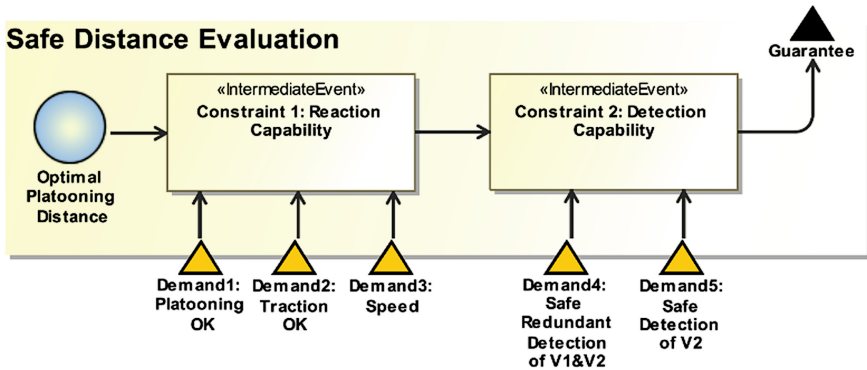 Safe Distance Evaluation
Guarantee
«IntermediateEvent»
Constraint 1: Reaction
Capability
«IntermediateEvent»
Constraint 2: Detection
Capability
Optimal
Platooning
Distance
Demand1:
Platooning
OK
Demand2:
Traction
OK
Demand3:
Speed
Demand4:
Safe
Redundant
Detection
of V1&V2
Demand5:
Safe
Detection
of V2